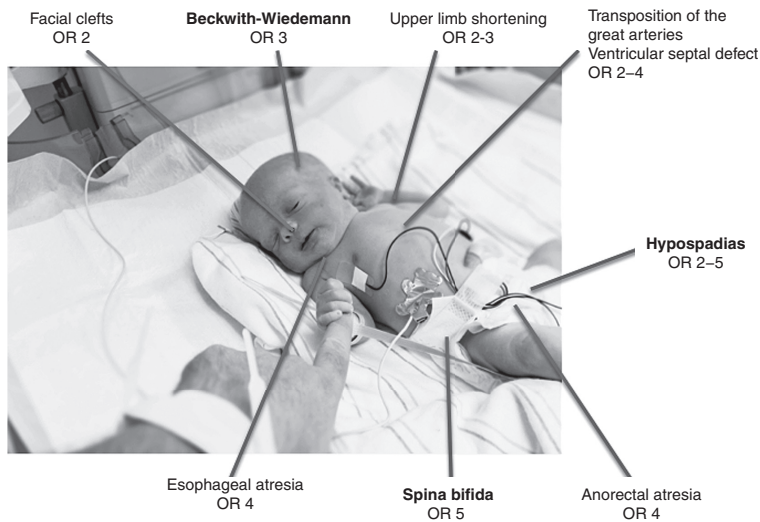 Facial clefts
OR 2
Beckwith-Wiedemann
OR 3
Upper limb shortening
OR 2-3
Transposition of the
great arteries
Ventricular septal defect
OR 2–4
Hypospadias
OR 2–5
Esophageal atresia
OR 4
Spina bifida
OR 5
Anorectal atresia
OR 4